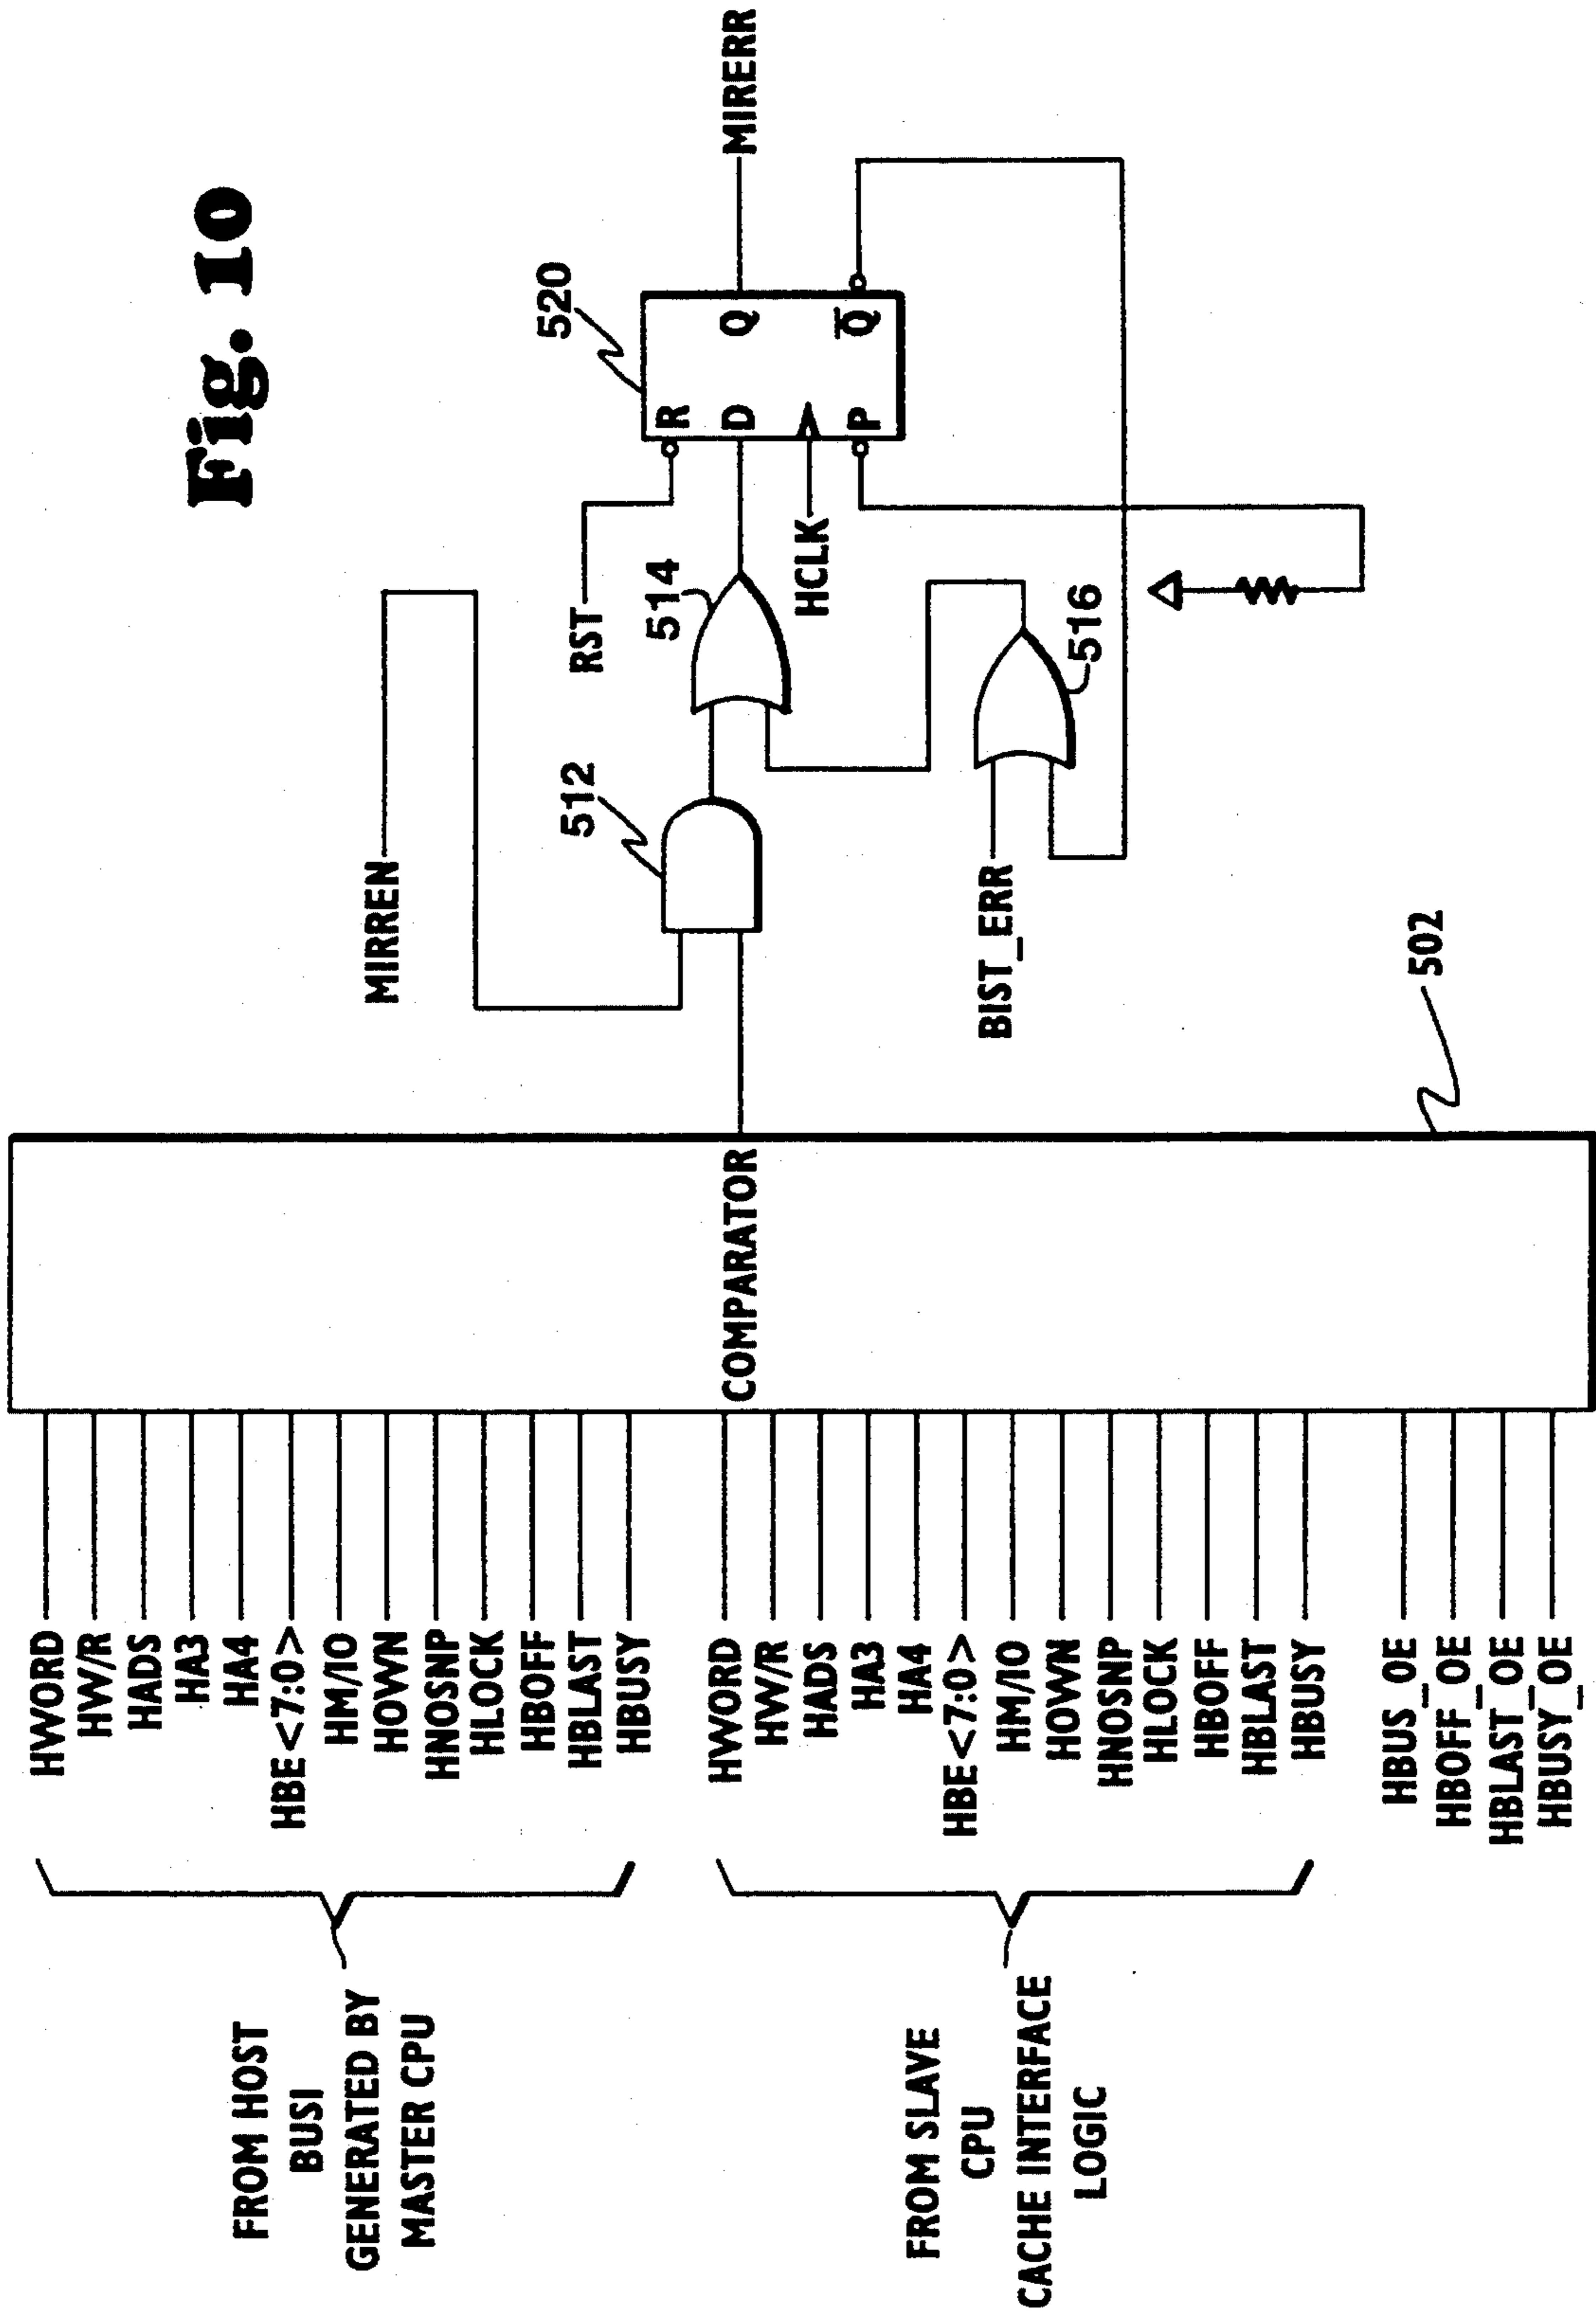 Fig. 10
FROM HOST
BUSI
GENERATED BY
MASTER CPU
HWORD
HW/R
HADS
HA3
HA4
HBE<7:0>
HM/IO
HOWN
HNOSNP
HLOCK
HBOFF
HBLAST
HBUSY
FROM SLAVE
CPU
CACHE INTERFACE
LOGIC
HWORD
HW/R
HADS
HA3
HA4
HBE<7:0>
HM/IO
HOWN
HNOSNP
HLOCK
HBOFF
HBLAST
HBUSY
HBUS_OE
HBOFF_OE
HBLAST_OE
HBUSY_OE
COMPARATOR
502
MIRREN
512
BIST_ERR
RST
514
HCLK
516
520
R
D
P
Q
Q̅
MIRERR